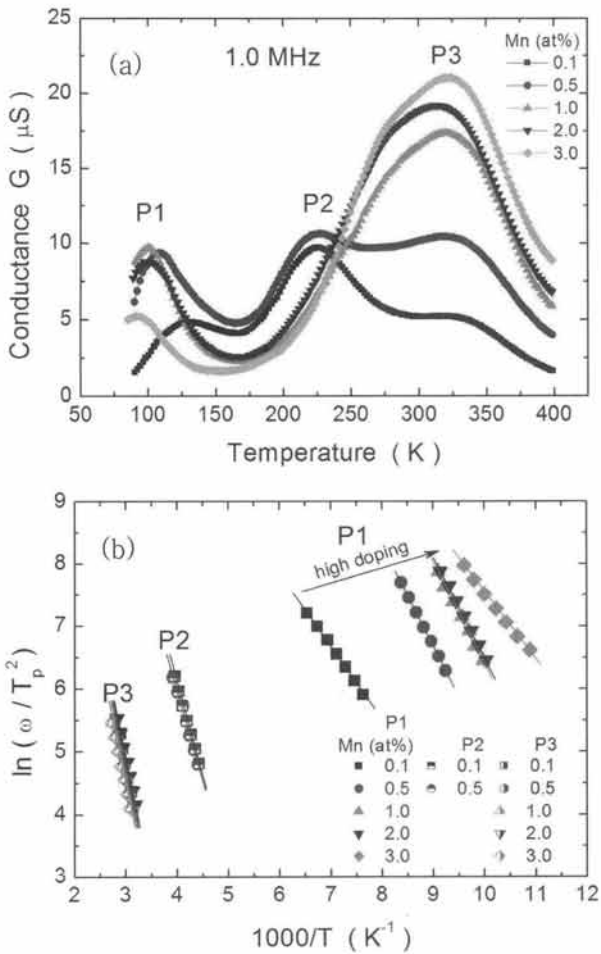 (a)
1.0 MHz
P3
Mn (at%)
0.1
0.5
1.0
2.0
3.0
P1
P2
Conductance G ( μS )
25
20
15
10
5
0
50 100 150 200 250 300 350 400
Temperature ( K )
(b)
P1
high doping
P2
P3
ln ( ω / T_p^2 )
9
8
7
6
5
4
3
P1
Mn (at%) P2 P3
0.1 0.1 0.1
0.5 0.5 0.5
1.0 1.0
2.0 2.0
3.0 3.0
2 3 4 5 6 7 8 9 10 11 12
1000/T ( K^-1 )